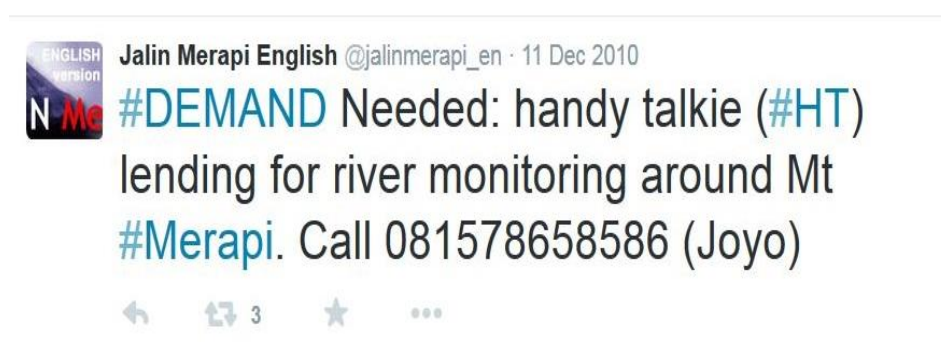 ENGLISH
version
N Me
Jalin Merapi English @jalinmerapi_en · 11 Dec 2010
#DEMAND Needed: handy talkie (#HT)
lending for river monitoring around Mt
#Merapi. Call 081578658586 (Joyo)
3